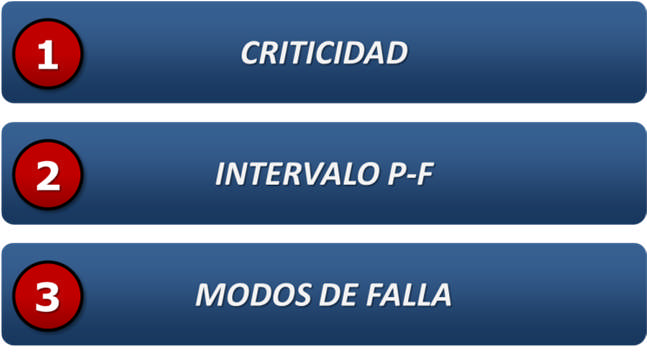 1 CRITICIDAD
2 INTERVALO P-F
3 MODOS DE FALLA